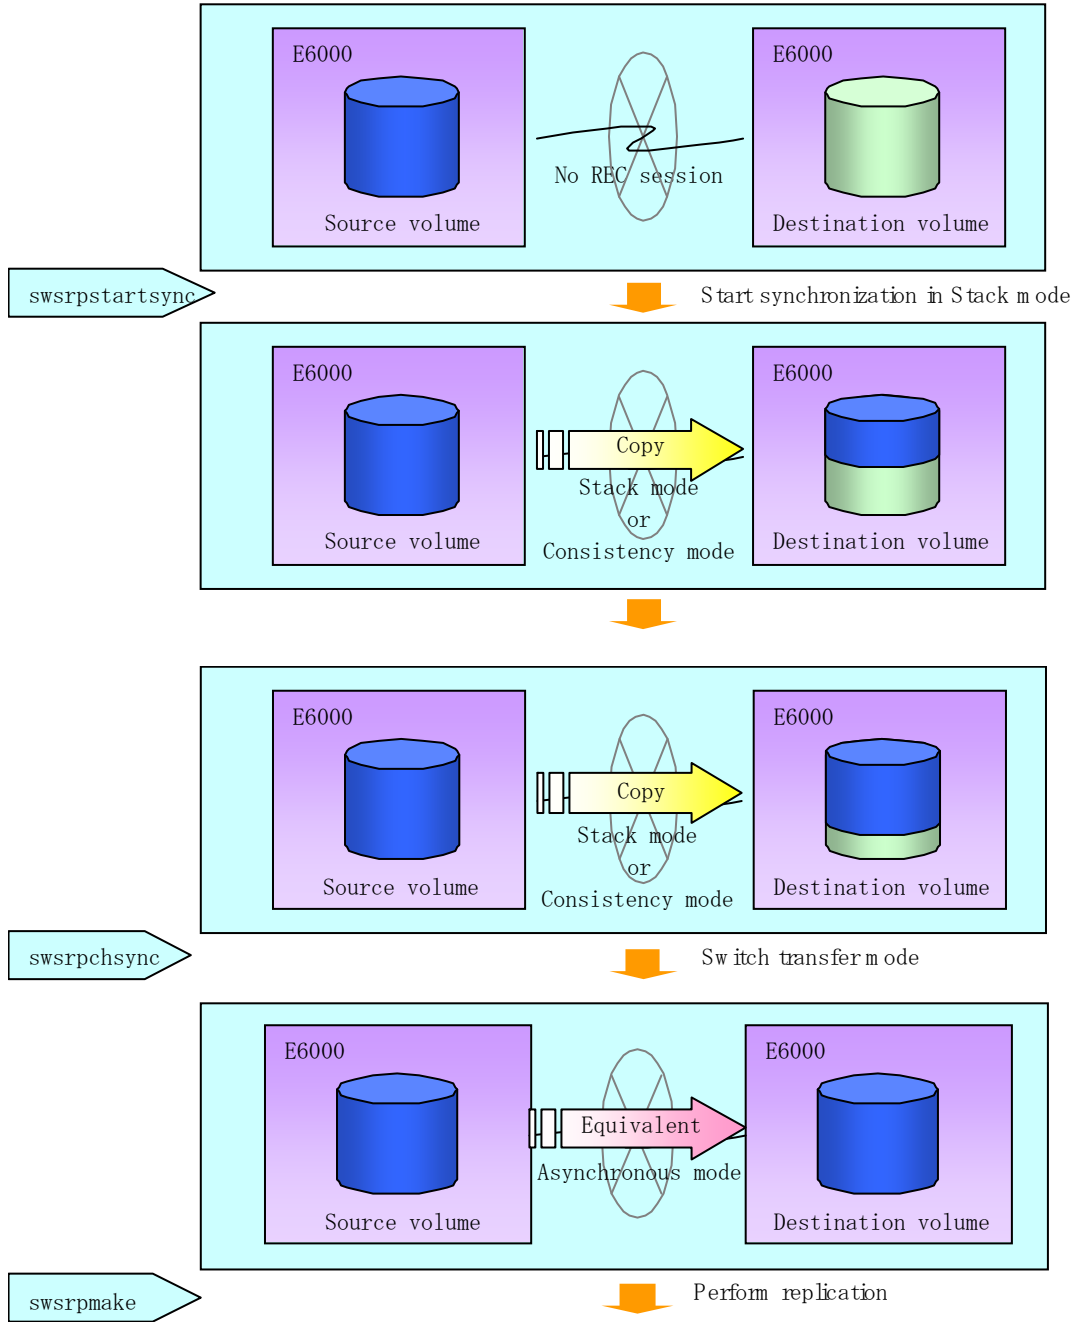 E6000
E6000
No REC session
Source volume
Destination volume
swsrpstartsync
Start synchronization in Stack mode
E6000
E6000
Copy
Stack mode
or
Consistency mode
Source volume
Destination volume
E6000
E6000
Copy
Stack mode
or
Consistency mode
Source volume
Destination volume
swsrpchsync
Switch transfer mode
E6000
E6000
Equivalent
Asynchronous mode
Source volume
Destination volume
swsrpmake
Perform replication